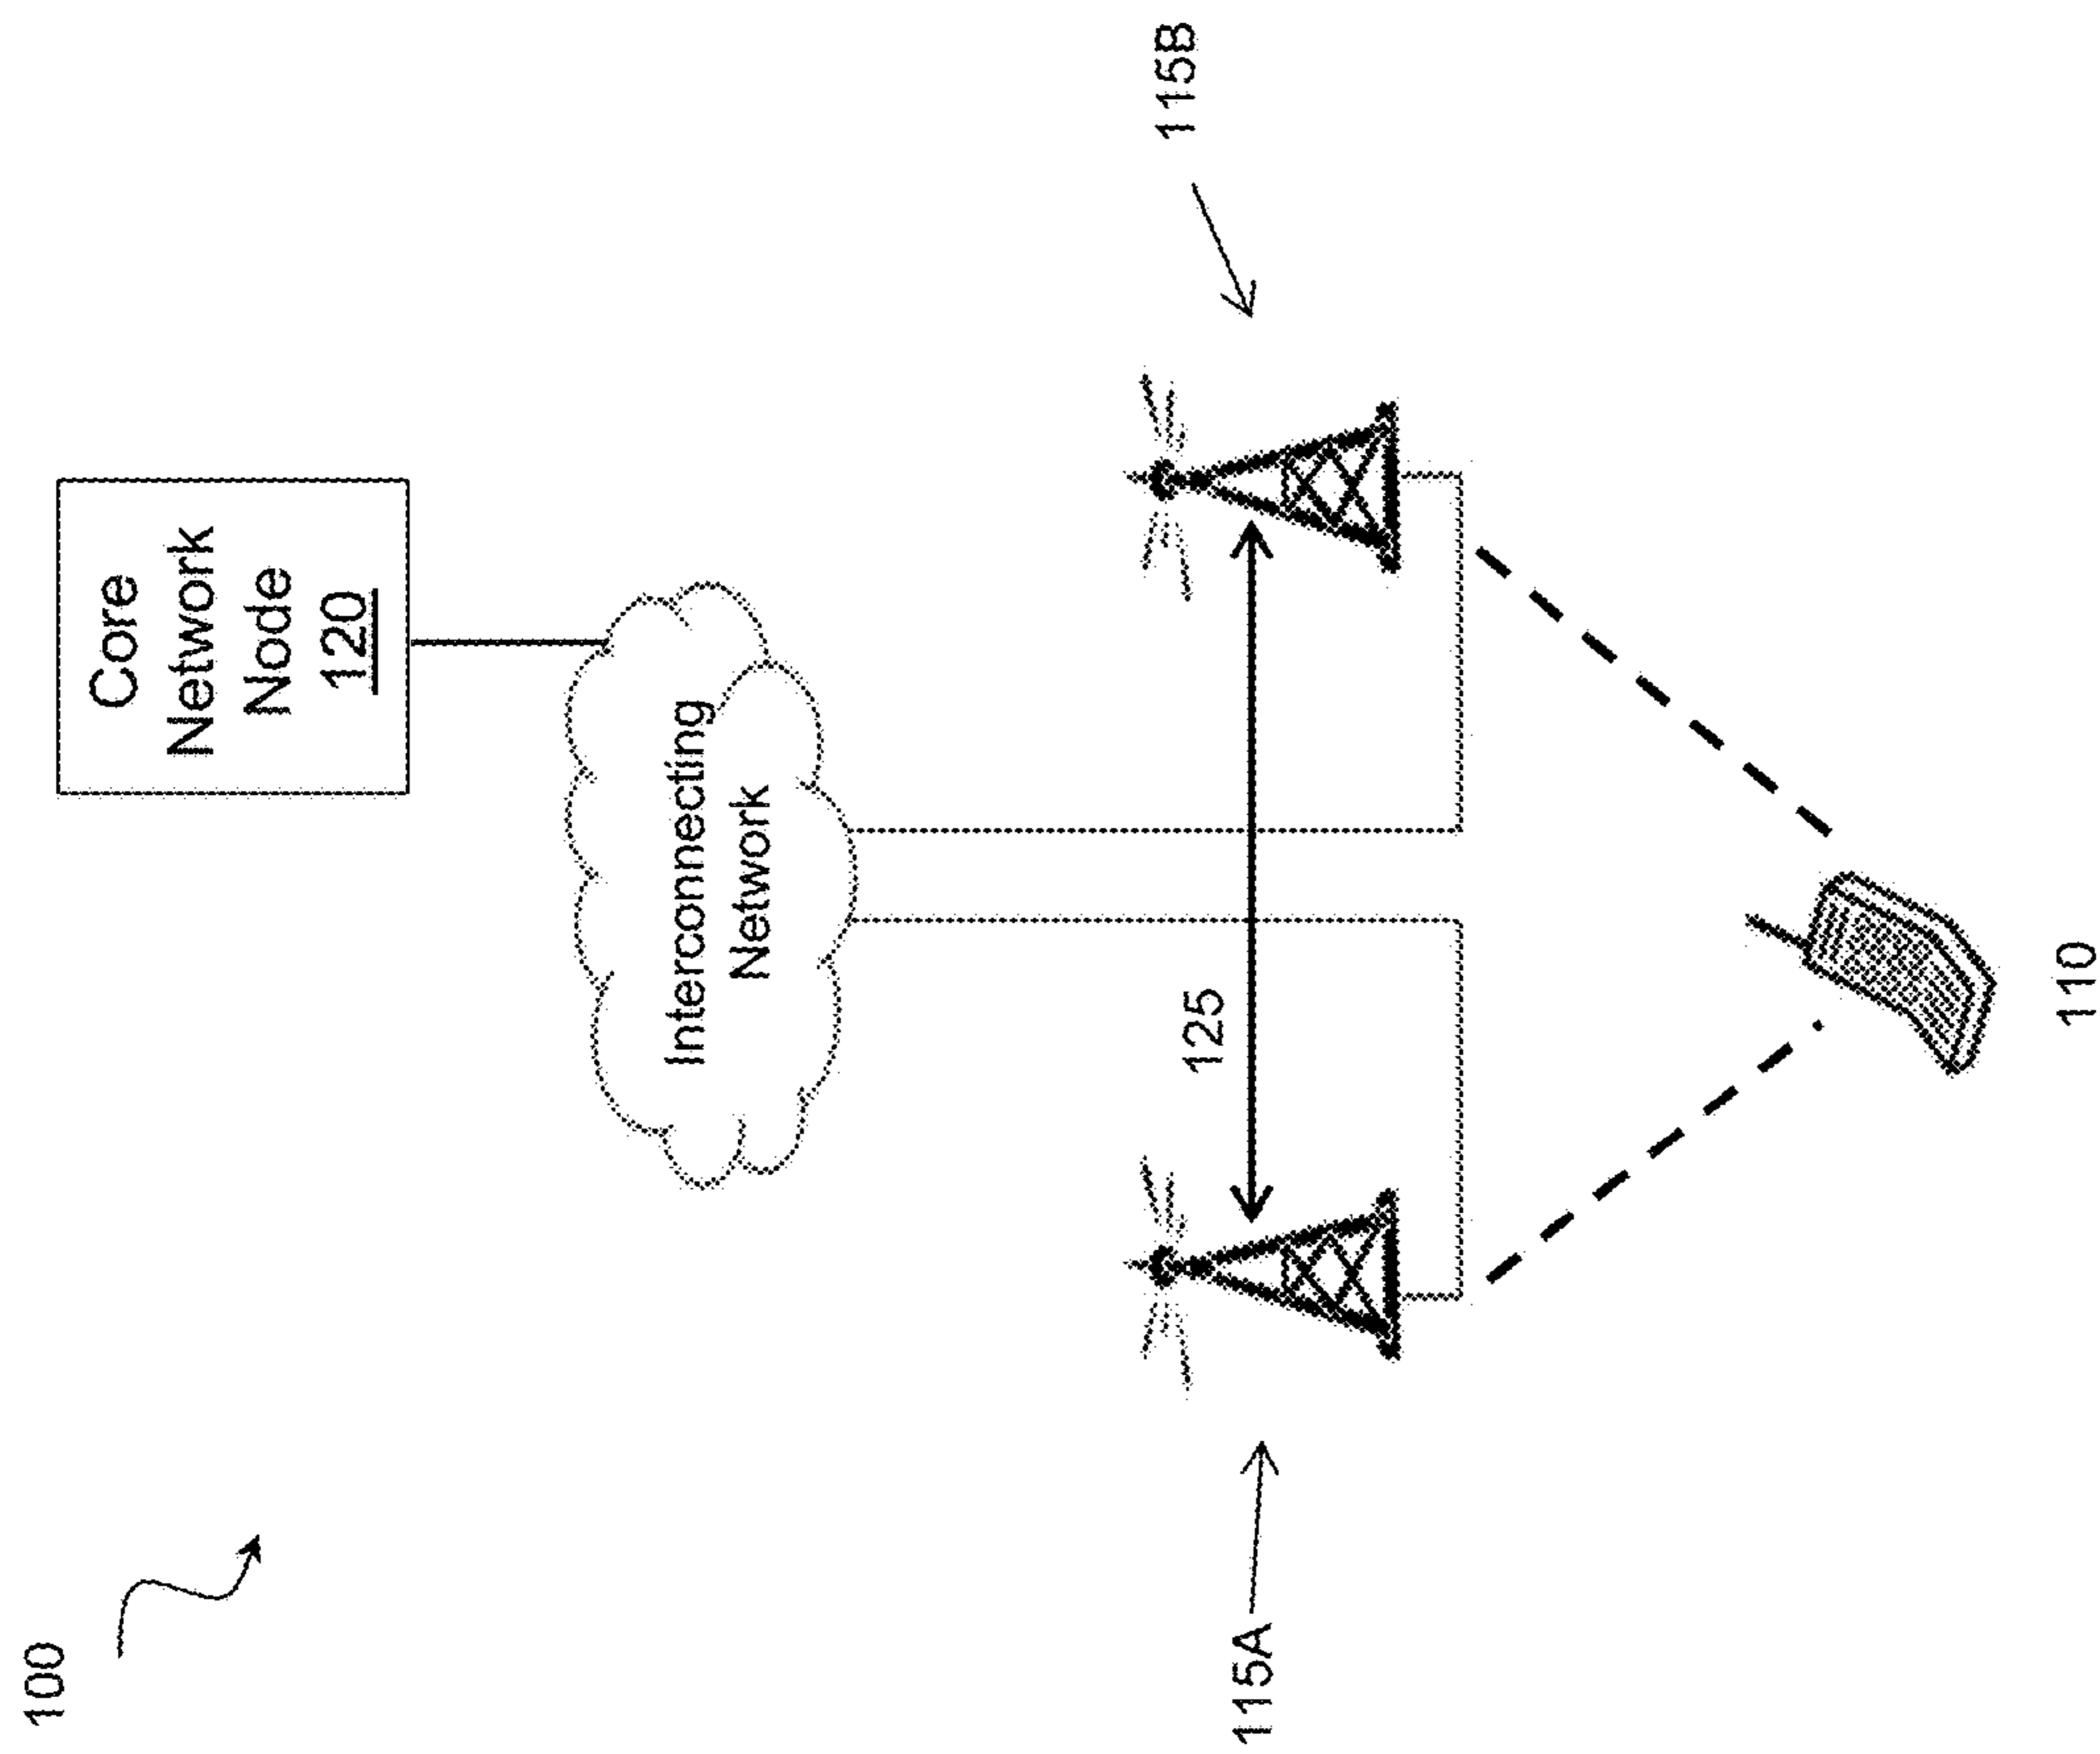 100
Core
Network
Node
120
Interconnecting
Network
125
115A
115B
110